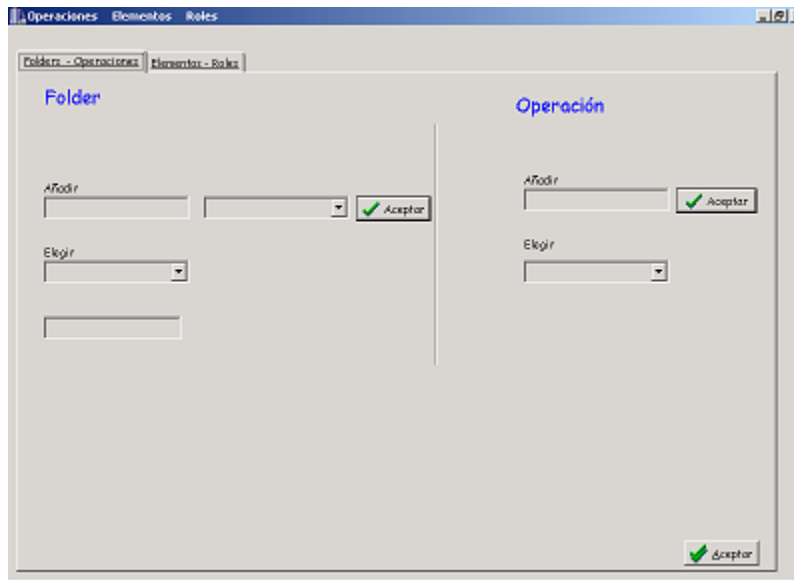 Operaciones Elementos Roles
Folders - Operaciones Elementos - Roles
Folder
Añadir
Aceptar
Elegir
Operación
Añadir
Aceptar
Elegir
Aceptar